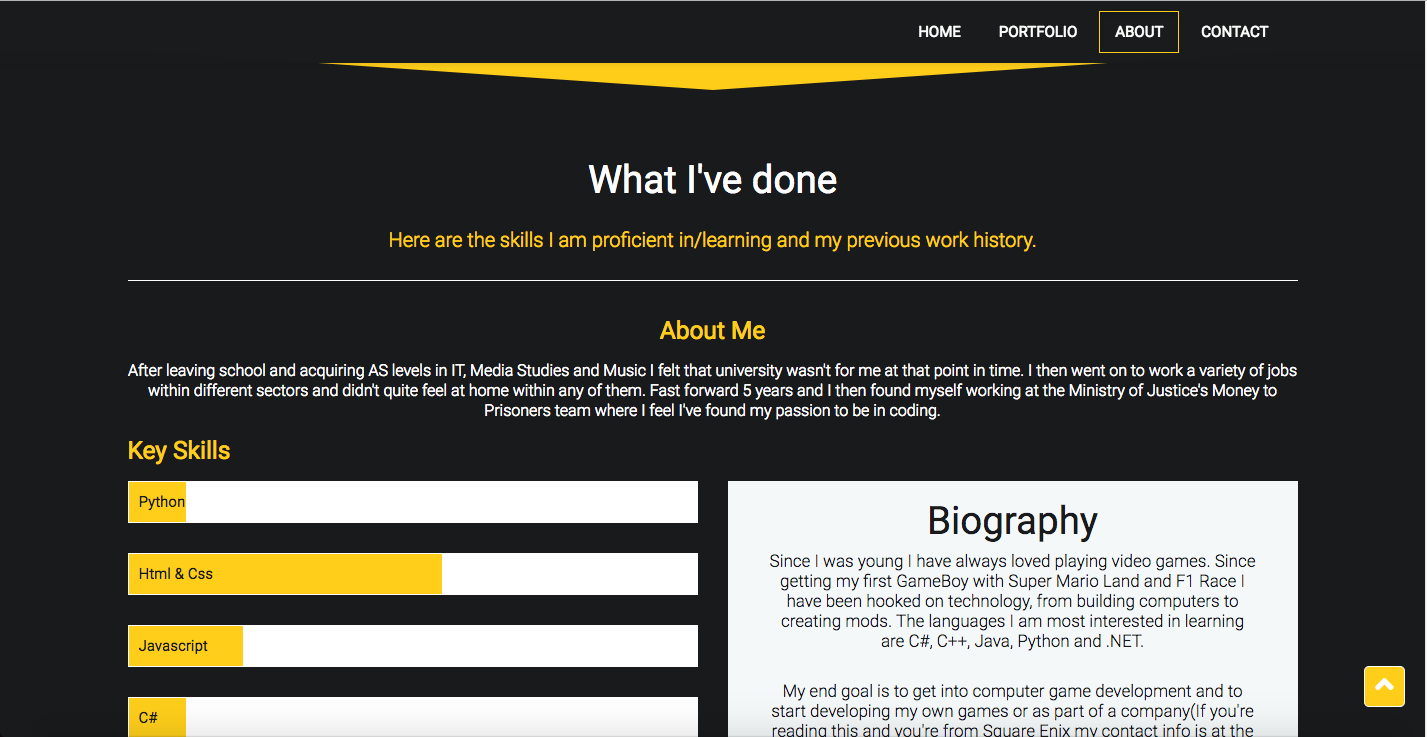 HOME PORTFOLIO ABOUT CONTACT
What I've done
Here are the skills I am proficient in/learning and my previous work history.
About Me
After leaving school and acquiring AS levels in IT, Media Studies and Music I felt that university wasn't for me at that point in time. I then went on to work a variety of jobs
within different sectors and didn't quite feel at home within any of them. Fast forward 5 years and I then found myself working at the Ministry of Justice's Money to
Prisoners team where I feel I've found my passion to be in coding.
Key Skills
Python
Html & Css
Javascript
C#
Biography
Since I was young I have always loved playing video games. Since
getting my first GameBoy with Super Mario Land and F1 Race I
have been hooked on technology, from building computers to
creating mods. The languages I am most interested in learning
are C#, C++, Java, Python and .NET.
My end goal is to get into computer game development and to
start developing my own games or as part of a company(If you're
reading this and you're from Square Enix my contact info is at the